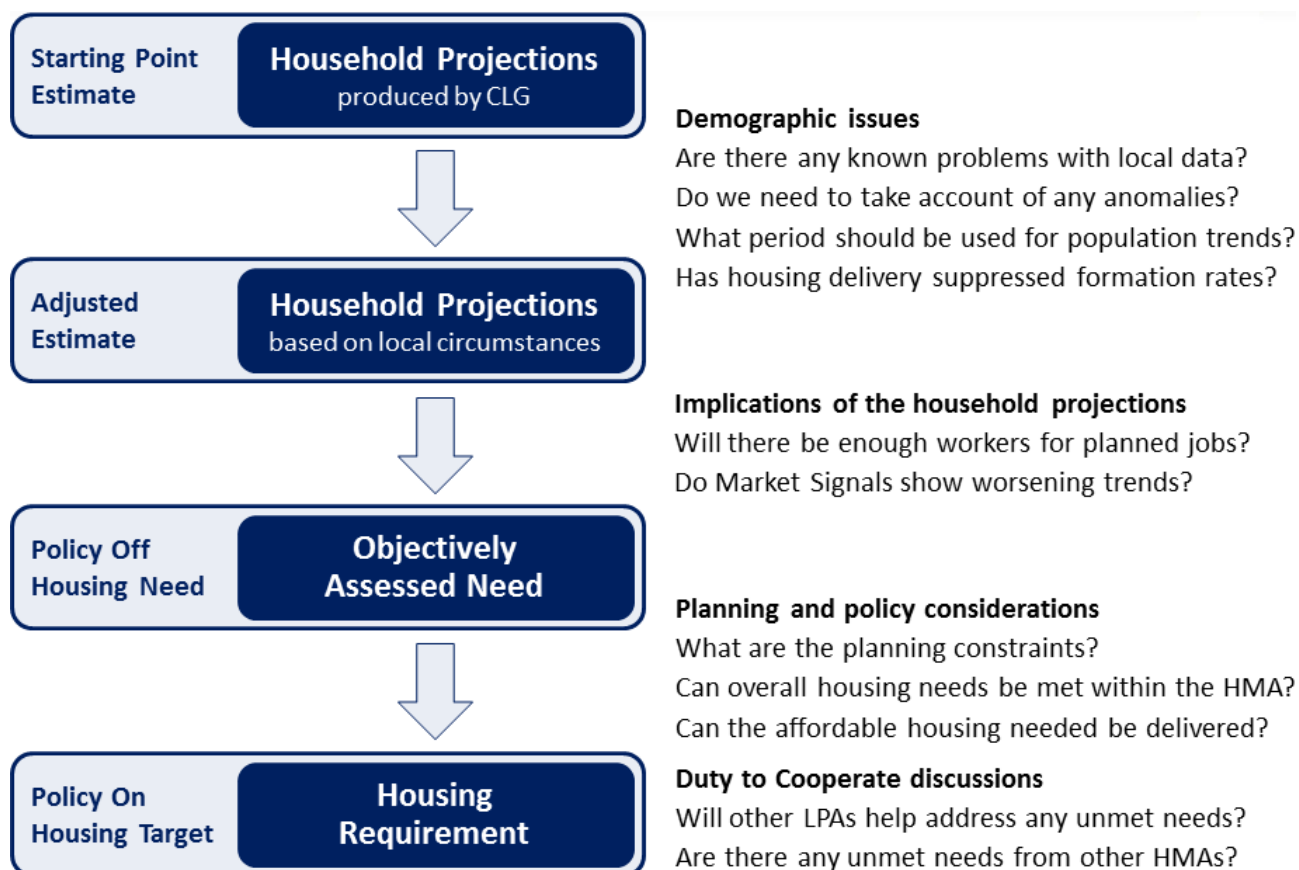 Starting Point
Estimate
Household Projections
produced by CLG
Demographic issues
Are there any known problems with local data?
Do we need to take account of any anomalies?
What period should be used for population trends?
Has housing delivery suppressed formation rates?
Adjusted
Estimate
Household Projections
based on local circumstances
Implications of the household projections
Will there be enough workers for planned jobs?
Do Market Signals show worsening trends?
Policy Off
Housing Need
Objectively
Assessed Need
Planning and policy considerations
What are the planning constraints?
Can overall housing needs be met within the HMA?
Can the affordable housing needed be delivered?
Policy On
Housing Target
Housing
Requirement
Duty to Cooperate discussions
Will other LPAs help address any unmet needs?
Are there any unmet needs from other HMAs?